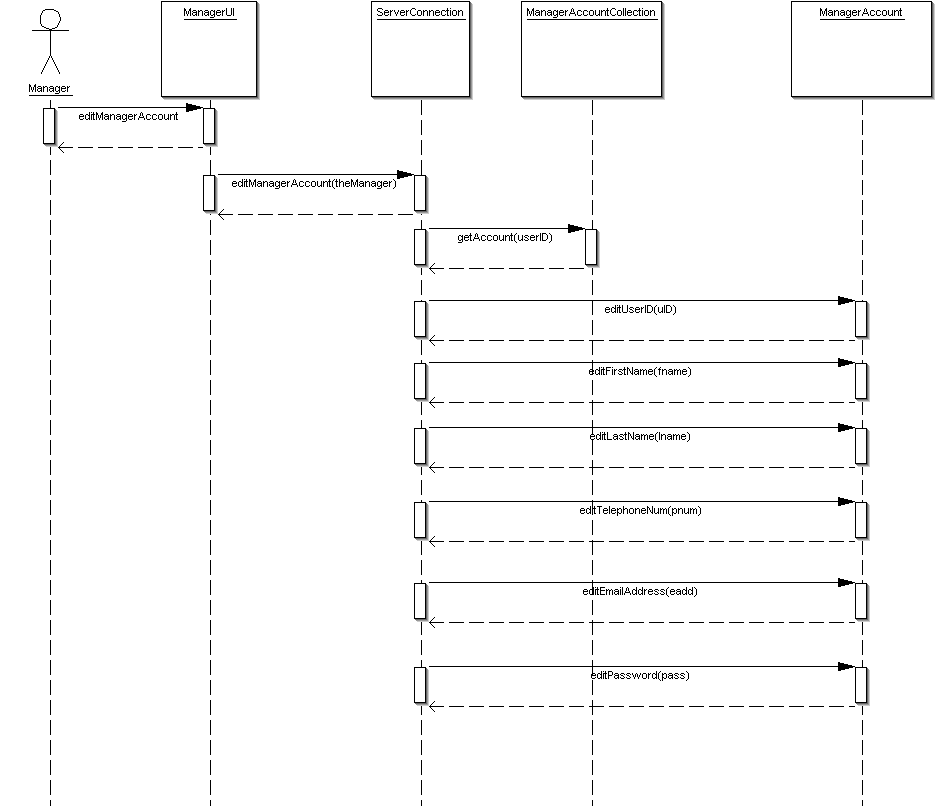 ManagerUI
ServerConnection
ManagerAccountCollection
ManagerAccount
Manager
editManagerAccount
editManagerAccount(theManager)
getAccount(userID)
editUserID(uID)
editFirstName(fname)
editLastName(lname)
editTelephoneNum(pnum)
editEmailAddress(eadd)
editPassword(pass)